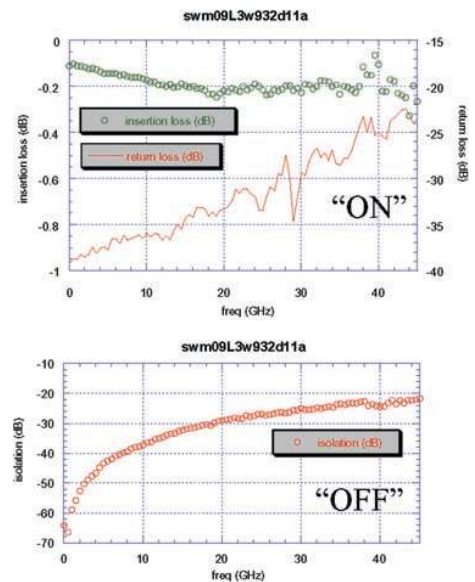 swm09L3w932d11a
0
-0.2
-0.4
-0.6
-0.8
-1
insertion loss (dB)
insertion loss (dB)
return loss (dB)
"ON"
-15
-20
-25
-30
-35
-40
return loss (dB)
0 10 20 30 40
freq (GHz)
swm09L3w932d11a
-10
-20
-30
-40
-50
-60
-70
isolation (dB)
isolation (dB)
"OFF"
0 10 20 30 40
freq (GHz)